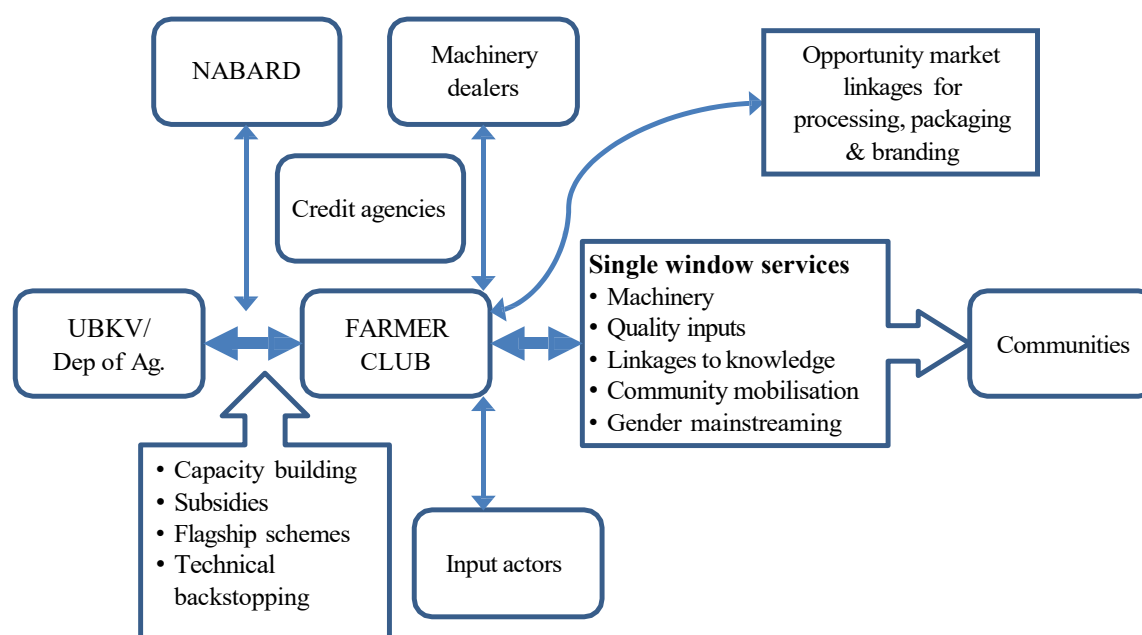 NABARD
Machinery
dealers
Opportunity market
linkages for
processing, packaging
& branding
Credit agencies
UBKV/
Dep of Ag.
FARMER
CLUB
Single window services
• Machinery
• Quality inputs
• Linkages to knowledge
• Community mobilisation
• Gender mainstreaming
Communities
• Capacity building
• Subsidies
• Flagship schemes
• Technical
backstopping
Input actors